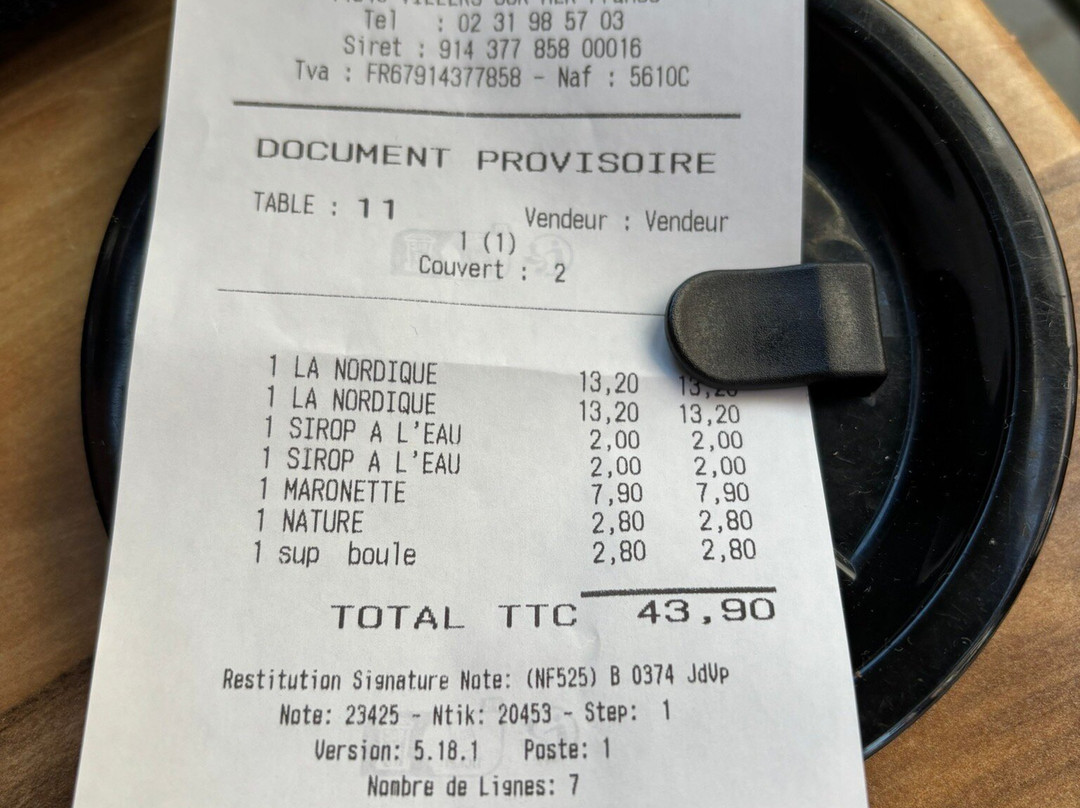 Tel : 02 31 98 57 03
Siret : 914 377 858 00016
Tva : FR67914377858 - Naf : 5610C
DOCUMENT PROVISOIRE
TABLE : 11 Vendeur : Vendeur
1 (1)
Couvert : 2
1 LA NORDIQUE 13,20 13,20
1 LA NORDIQUE 13,20 13,20
1 SIROP A L'EAU 2,00 2,00
1 SIROP A L'EAU 2,00 2,00
1 MARONETTE 7,90 7,90
1 NATURE 2,80 2,80
1 sup boule 2,80 2,80
TOTAL TTC 43,90
Restitution Signature Note: (NF525) B 0374 JdVp
Note: 23425 - Ntik: 20453 - Step: 1
Version: 5.18.1 Poste: 1
Nombre de Lignes: 7